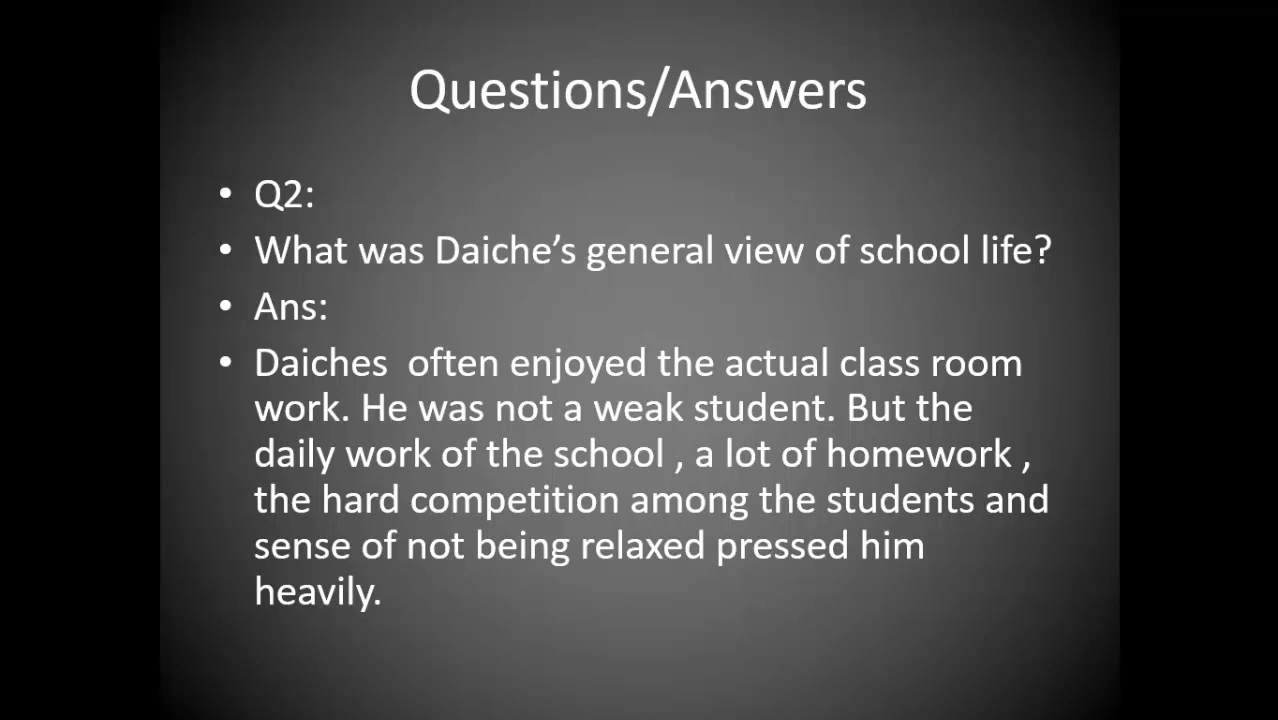 Questions/Answers
• Q2:
• What was Daiche’s general view of school life?
• Ans:
• Daiches  often enjoyed the actual class room
work. He was not a weak student. But the
daily work of the school , a lot of homework ,
the hard competition among the students and
sense of not being relaxed pressed him
heavily.